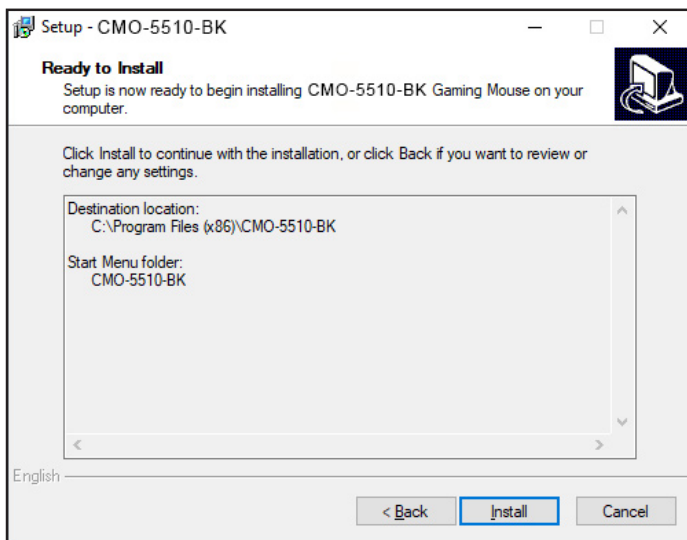 Setup - CMO-5510-BK
Ready to Install
Setup is now ready to begin installing CMO-5510-BK Gaming Mouse on your
computer.
Click Install to continue with the installation, or click Back if you want to review or
change any settings.
Destination location:
C:\Program Files (x86)\CMO-5510-BK
Start Menu folder:
CMO-5510-BK
English
< Back
Install
Cancel